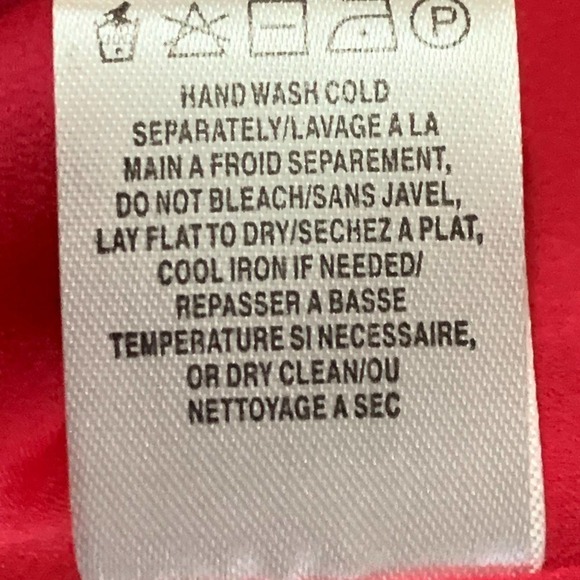 P
HAND WASH COLD
SEPARATELY/LAVAGE A LA
MAIN A FROID SEPAREMENT,
DO NOT BLEACH/SANS JAVEL,
LAY FLAT TO DRY/SECHEZ A PLAT,
COOL IRON IF NEEDED/
REPASSER A BASSE
TEMPERATURE SI NECESSAIRE,
OR DRY CLEAN/OU
NETTOYAGE A SEC